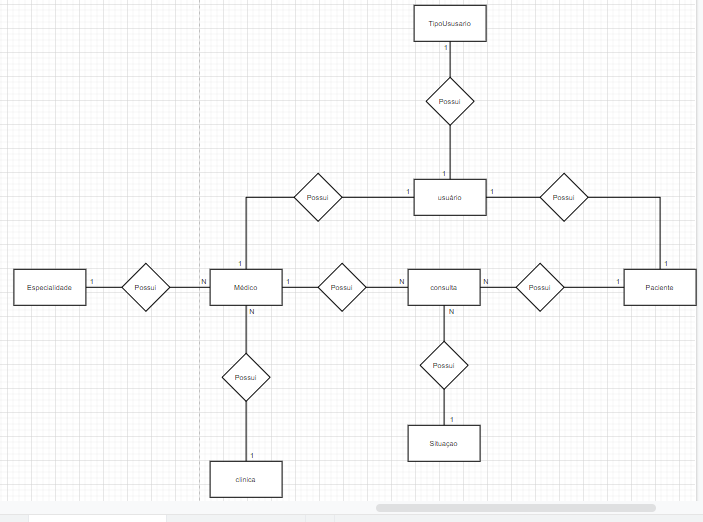 TipoUsusario
1
Possui
1
1
usuário
1
Possui
Possui
1
1
Especialidade
1
Possui
N
Médico
1
Possui
N
consulta
N
Possui
1
Paciente
N
N
Possui
Possui
1
Situaçao
1
clinica